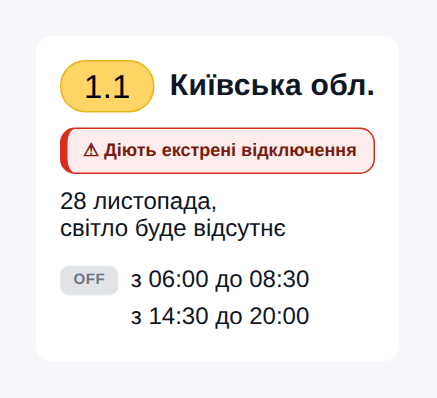 1.1 Київська обл.
⚠ Діють екстрені відключення
28 листопада,
світло буде відсутнє
OFF з 06:00 до 08:30
з 14:30 до 20:00